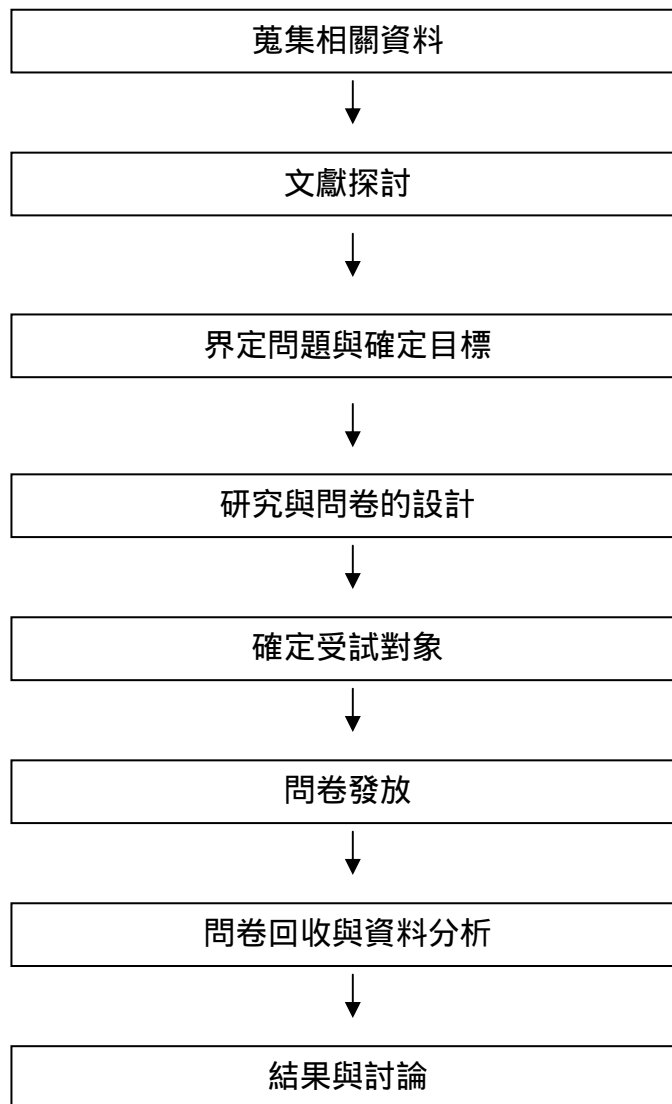 蒐集相關資料
文獻探討
界定問題與確定目標
研究與問卷的設計
確定受試對象
問卷發放
問卷回收與資料分析
結果與討論